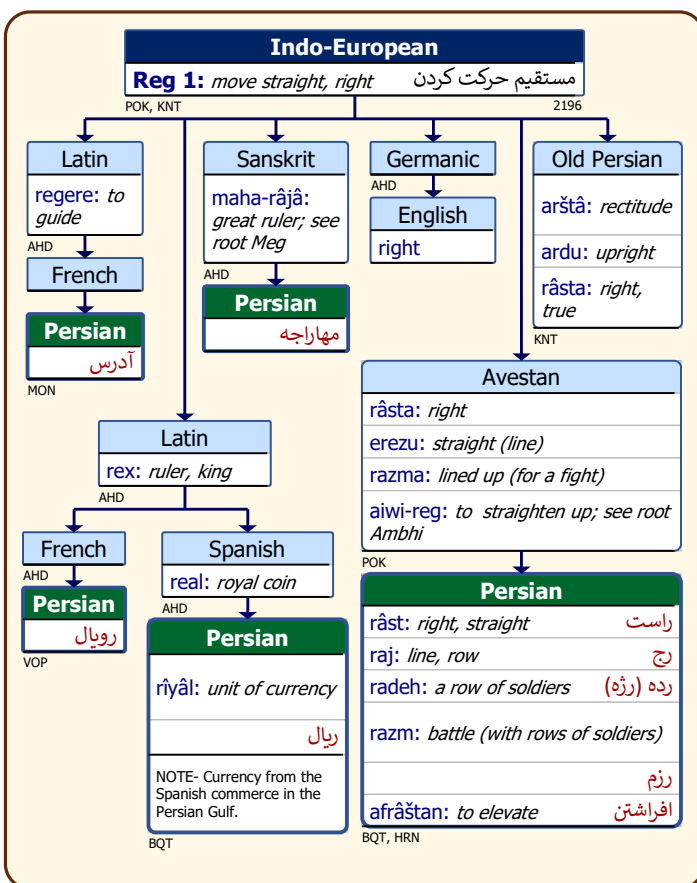 Indo-European
Reg 1: move straight, right مستقیم حرکت کردن
POK, KNT 2196
Latin
regere: to
guide
AHD
French
Persian
آدرس
MON
Sanskrit
maha-râjâ:
great ruler; see
root Meg
AHD
Persian
مهاراجه
Germanic
AHD
English
right
Old Persian
arštâ: rectitude
ardu: upright
râsta: right,
true
KNT
Latin
rex: ruler, king
AHD
French
AHD
Persian
رویال
VOP
Spanish
real: royal coin
AHD
Persian
rîyâl: unit of currency
ریال
NOTE- Currency from the
Spanish commerce in the
Persian Gulf.
BQT
Avestan
râsta: right
erezu: straight (line)
razma: lined up (for a fight)
aiwi-reg: to straighten up; see root
Ambhi
POK
Persian
râst: right, straight راست
raj: line, row رج
radeh: a row of soldiers رده (رژه)
razm: battle (with rows of soldiers)
رزم
afrâštan: to elevate افراشتن
BQT, HRN